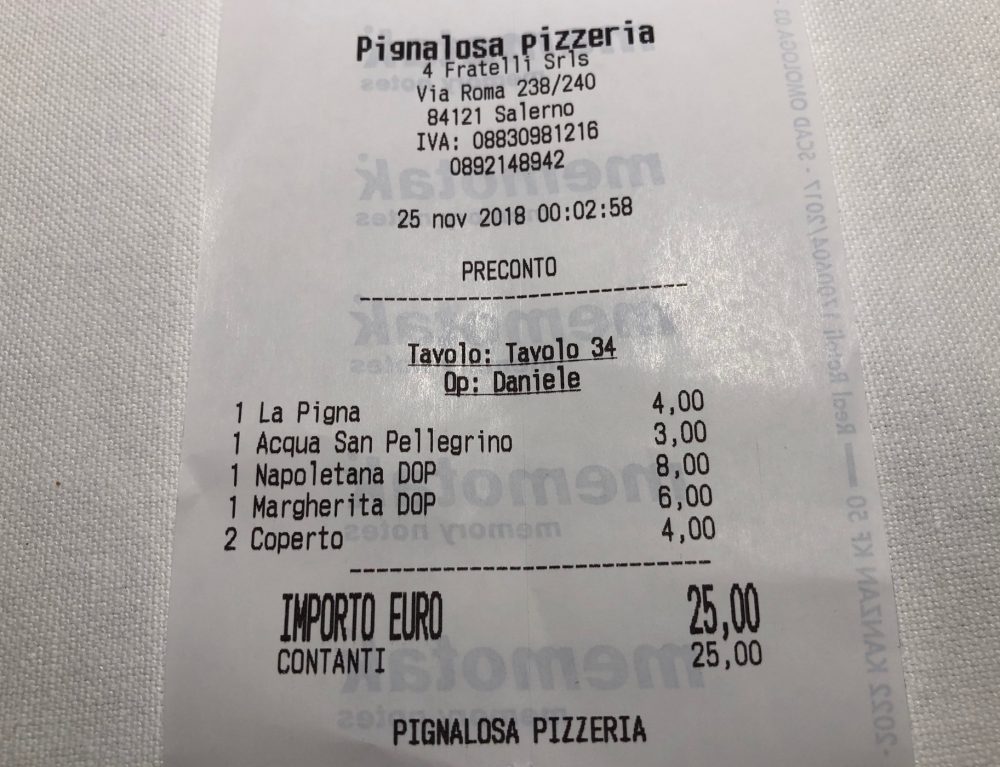 Pignalosa pizzeria
4 Fratelli Srls
Via Roma 238/240
84121 Salerno
IVA: 08830981216
0892148942
25 nov 2018 00:02:58
PRECONTO
Tavolo: Tavolo 34
Op: Daniele
1 La Pigna 4,00
1 Acqua San Pellegrino 3,00
1 Napoletana DOP 8,00
1 Margherita DOP 6,00
2 Coperto 4,00
IMPORTO EURO 25,00
CONTANTI 25,00
PIGNALOSA PIZZERIA
memotak
memory notes